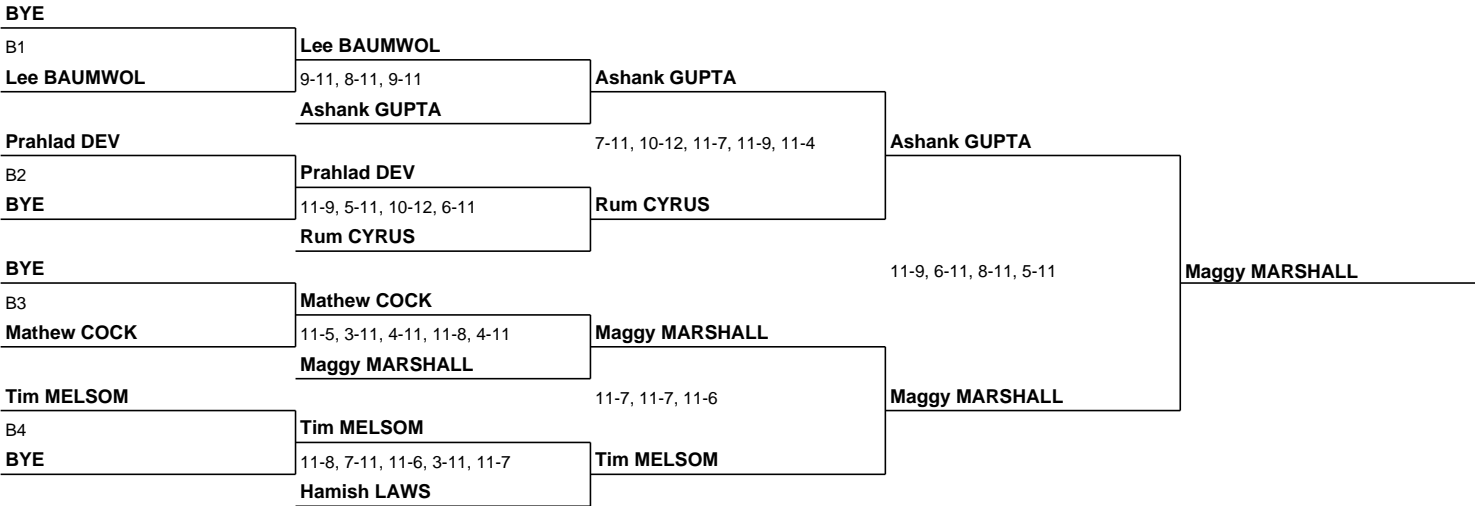 BYE
B1
Lee BAUMWOL
Lee BAUMWOL
9-11, 8-11, 9-11
Ashank GUPTA
Ashank GUPTA
Prahlad DEV
7-11, 10-12, 11-7, 11-9, 11-4
Ashank GUPTA
B2
Prahlad DEV
BYE
11-9, 5-11, 10-12, 6-11
Rum CYRUS
Rum CYRUS
BYE
11-9, 6-11, 8-11, 5-11
Maggy MARSHALL
B3
Mathew COCK
Mathew COCK
11-5, 3-11, 4-11, 11-8, 4-11
Maggy MARSHALL
Maggy MARSHALL
Tim MELSOM
11-7, 11-7, 11-6
Maggy MARSHALL
B4
Tim MELSOM
BYE
11-8, 7-11, 11-6, 3-11, 11-7
Tim MELSOM
Hamish LAWS